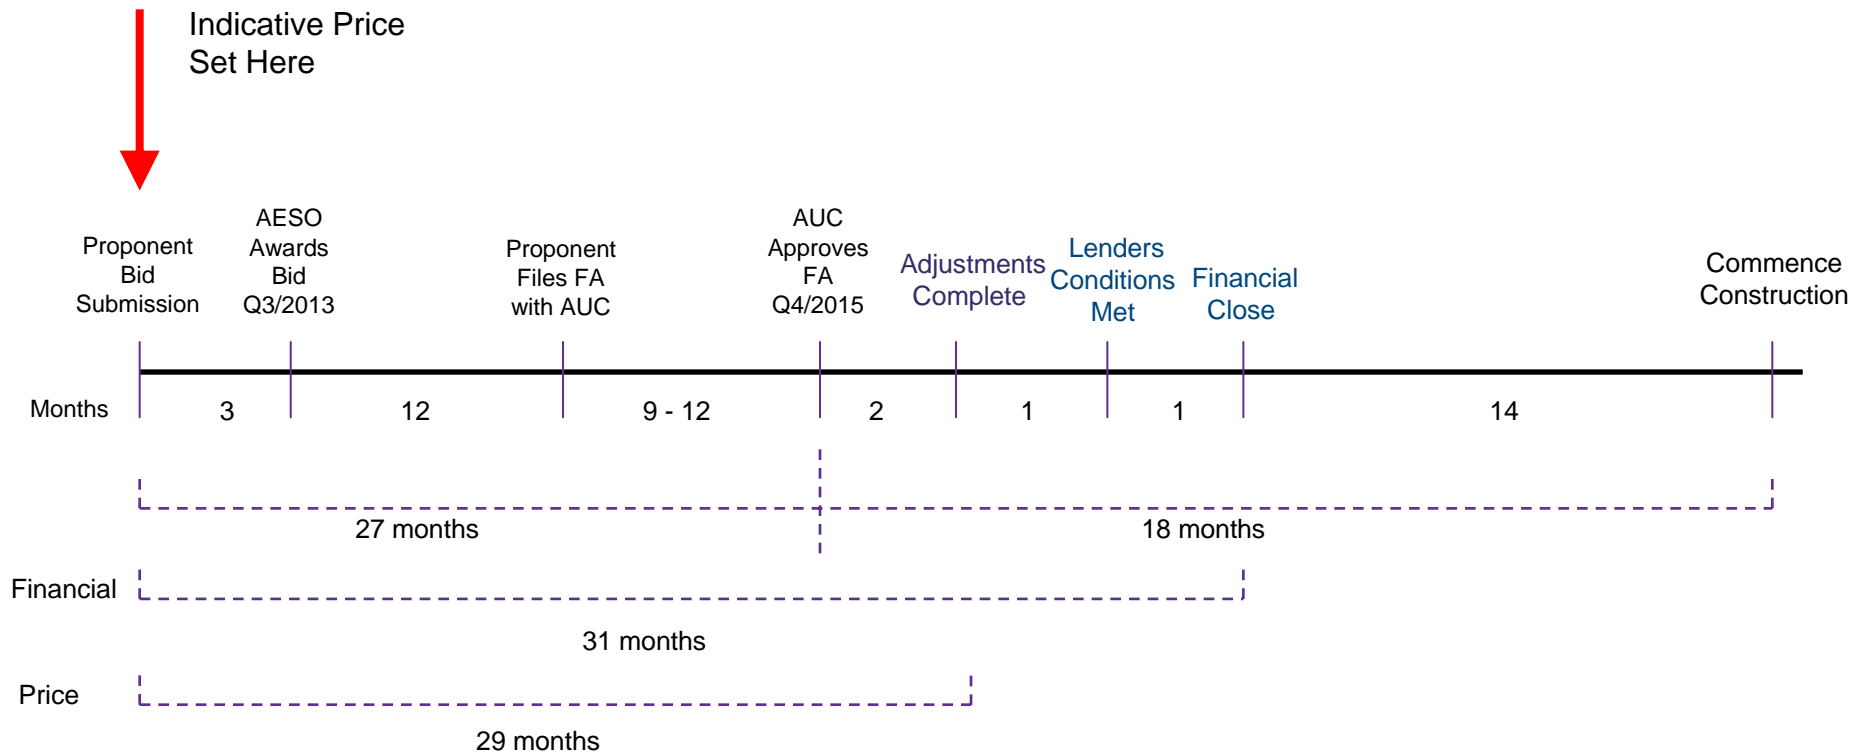 Indicative Price
Set Here
Proponent
Bid
Submission
AESO
Awards
Bid
Q3/2013
Proponent
Files FA
with AUC
AUC
Approves
FA
Q4/2015
Adjustments
Complete
Lenders
Conditions
Met
Financial
Close
Commence
Construction
Months
3
12
9 - 12
2
1
1
14
27 months
18 months
Financial
31 months
Price
29 months